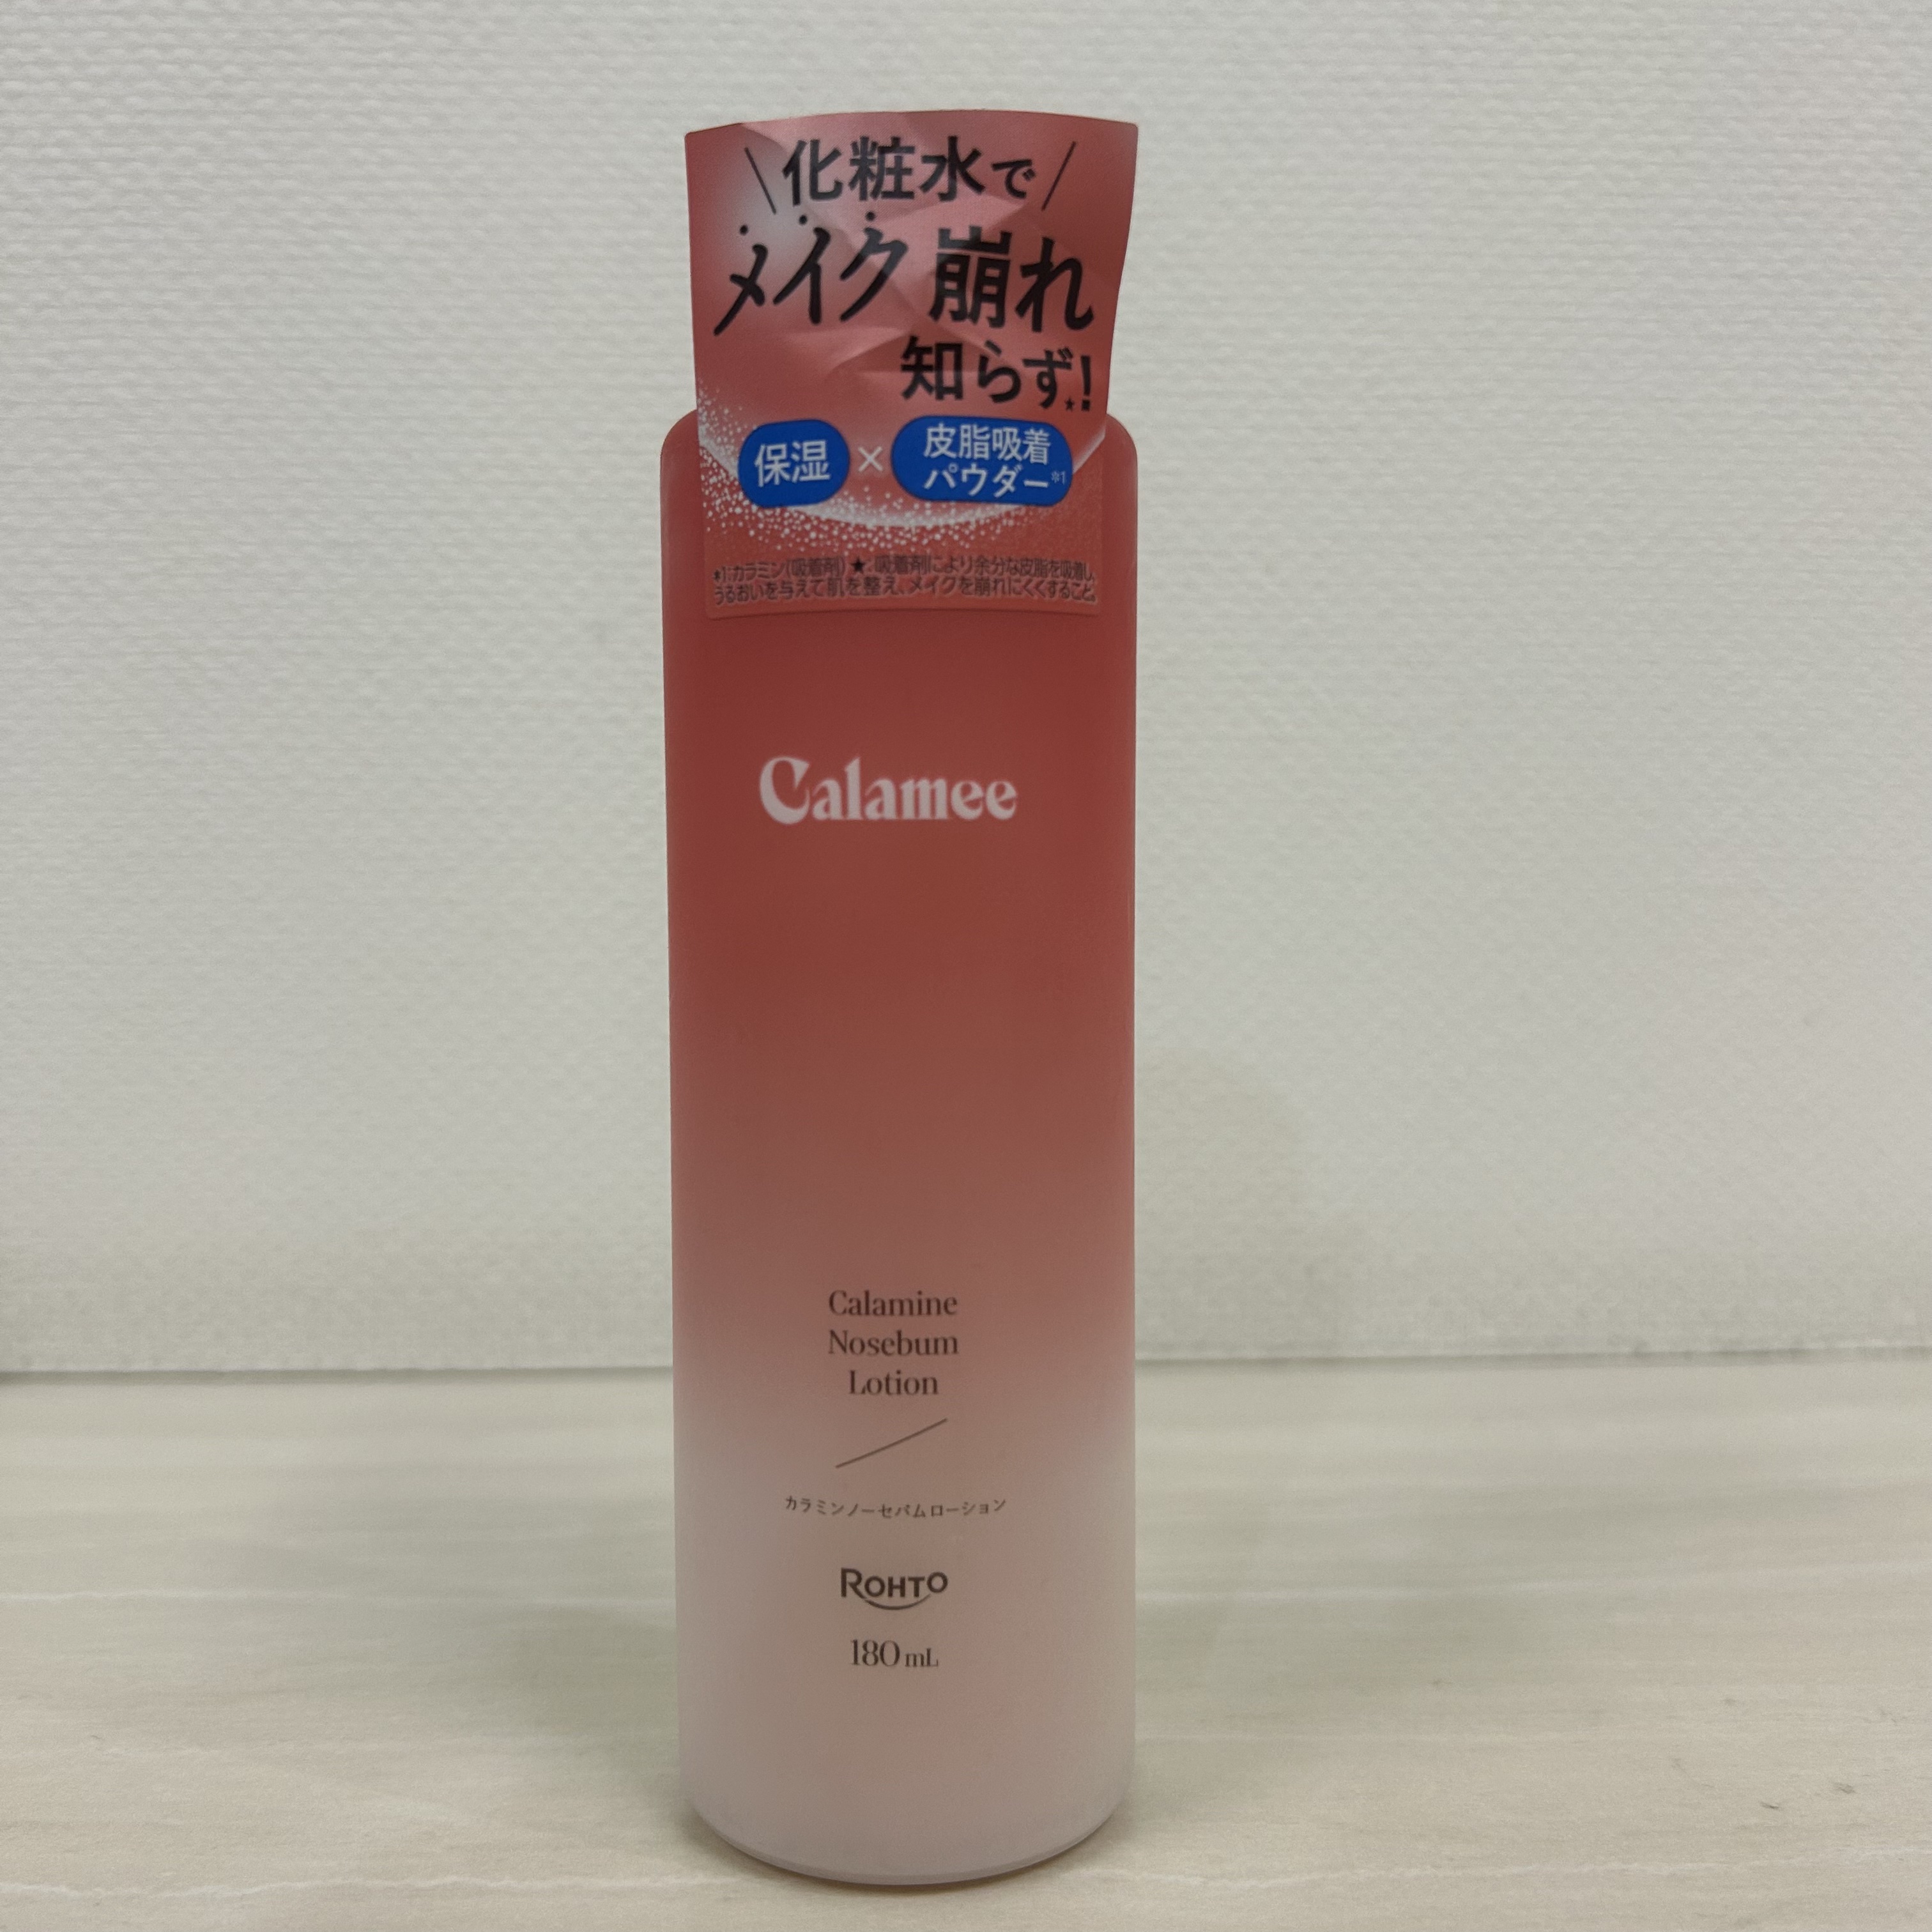 化粧水で
メイク崩れ
知らず!★
保湿×皮脂吸着パウダー※1
*1:カラミン(吸着剤) ★:吸着剤により余分な皮脂を吸着し、
うるおいを与えて肌を整え、メイクを崩れにくくすること。
Calamee
Calamine
Nosebum
Lotion
カラミンノーセバムローション
ROHTO
180mL